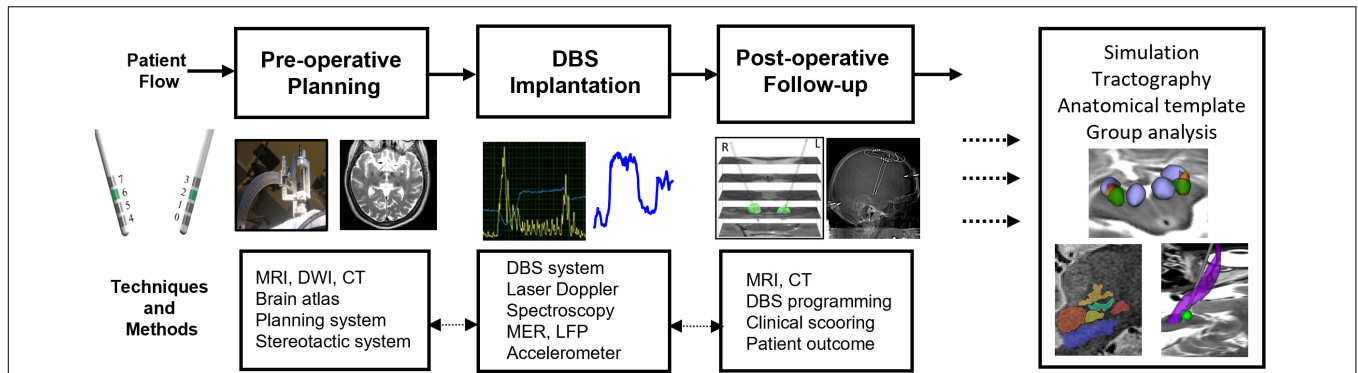 Patient
Flow
Pre-operative
Planning
DBS
Implantation
Post-operative
Follow-up
Simulation
Tractography
Anatomical template
Group analysis
7
6
5
4
3
2
1
0
R
L
Techniques
and
Methods
MRI, DWI, CT
Brain atlas
Planning system
Stereotactic system
DBS system
Laser Doppler
Spectroscopy
MER, LFP
Accelerometer
MRI, CT
DBS programming
Clinical scooring
Patient outcome